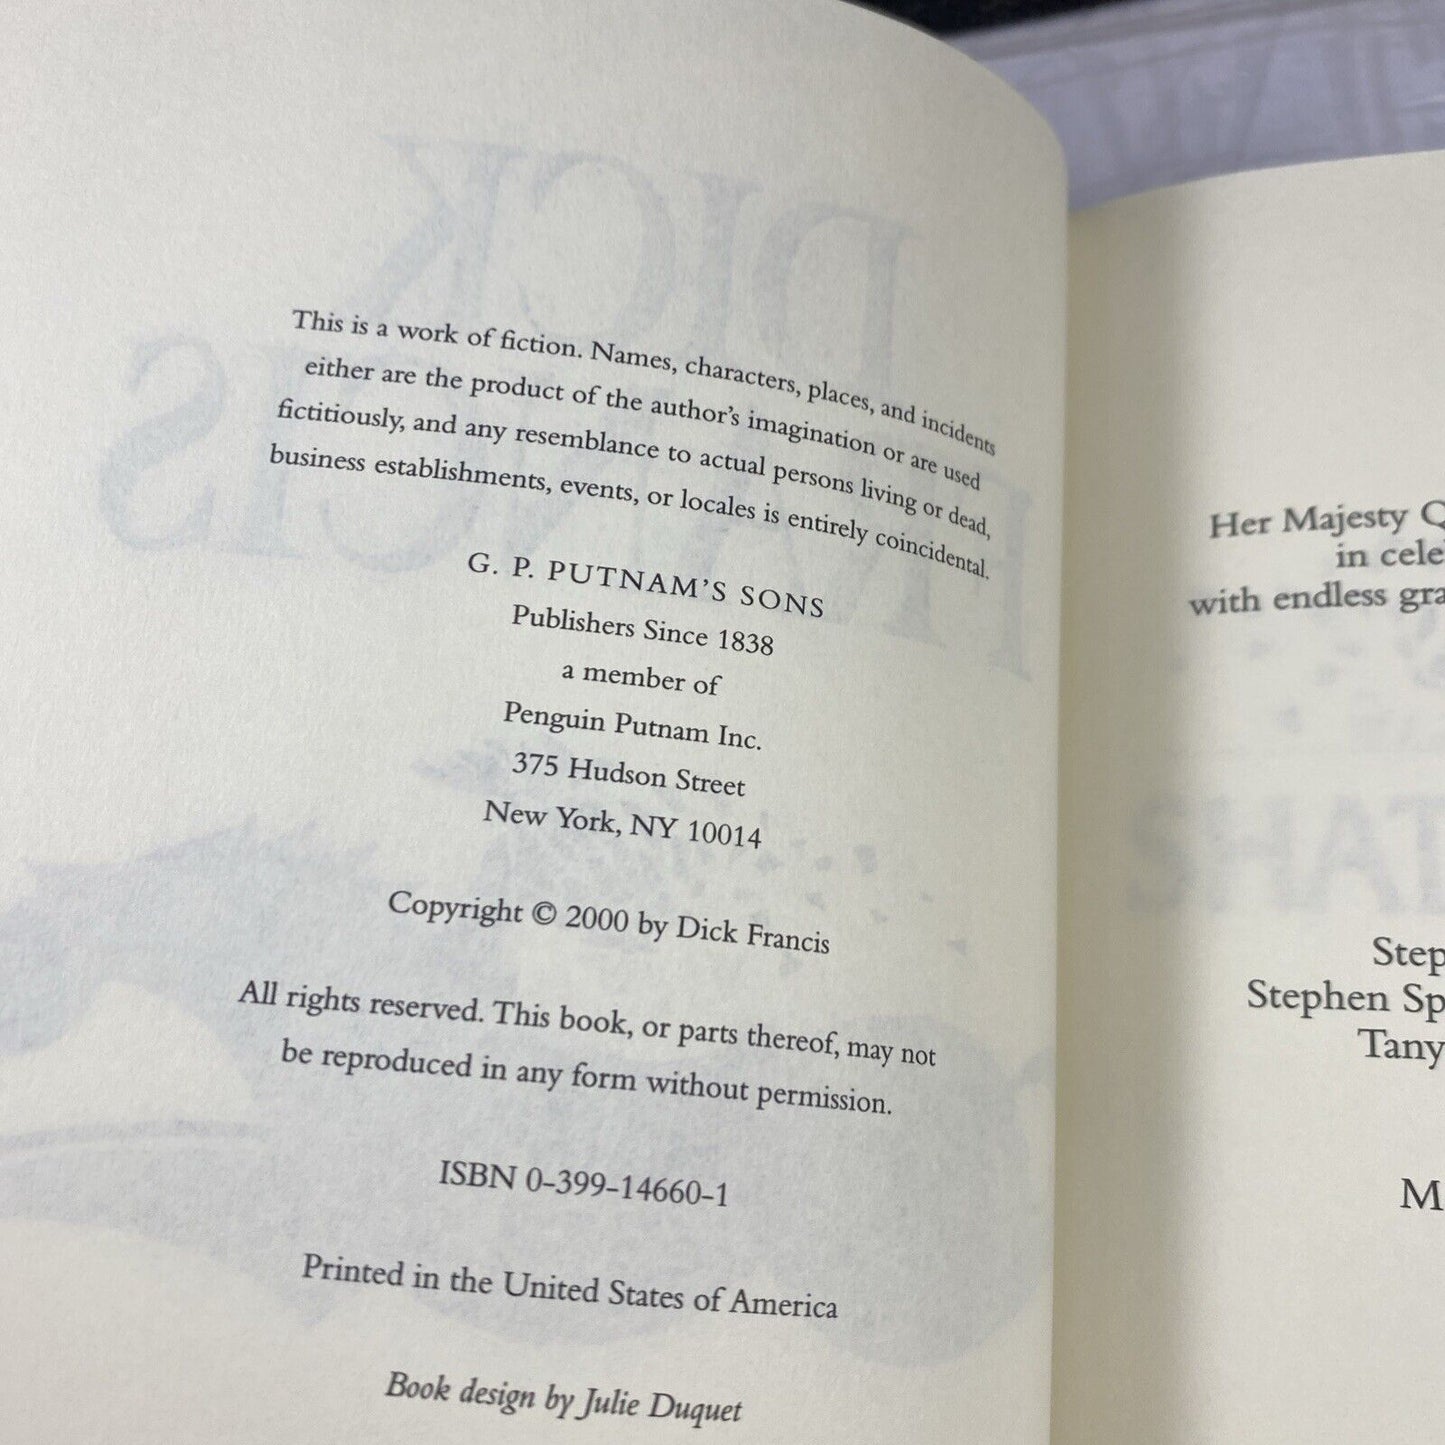 This is a work of fiction. Names, characters, places, and incidents
either are the product of the author's imagination or are used
fictitiously, and any resemblance to actual persons living or dead,
business establishments, events, or locales is entirely coincidental.
G. P. PUTNAM'S SONS
Publishers Since 1838
a member of
Penguin Putnam Inc.
375 Hudson Street
New York, NY 10014
Copyright © 2000 by Dick Francis
All rights reserved. This book, or parts thereof, may not
be reproduced in any form without permission.
ISBN 0-399-14660-1
Printed in the United States of America
Book design by Julie Duquet
DICK
FRANCIS
Her Majesty
in
with endless
Stephen